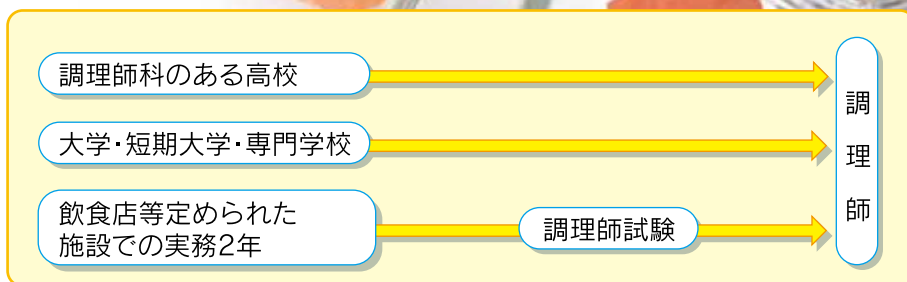 調理師科のある高校
大学・短期大学・専門学校
飲食店等定められた
施設での実務2年
調理師試験
調理師